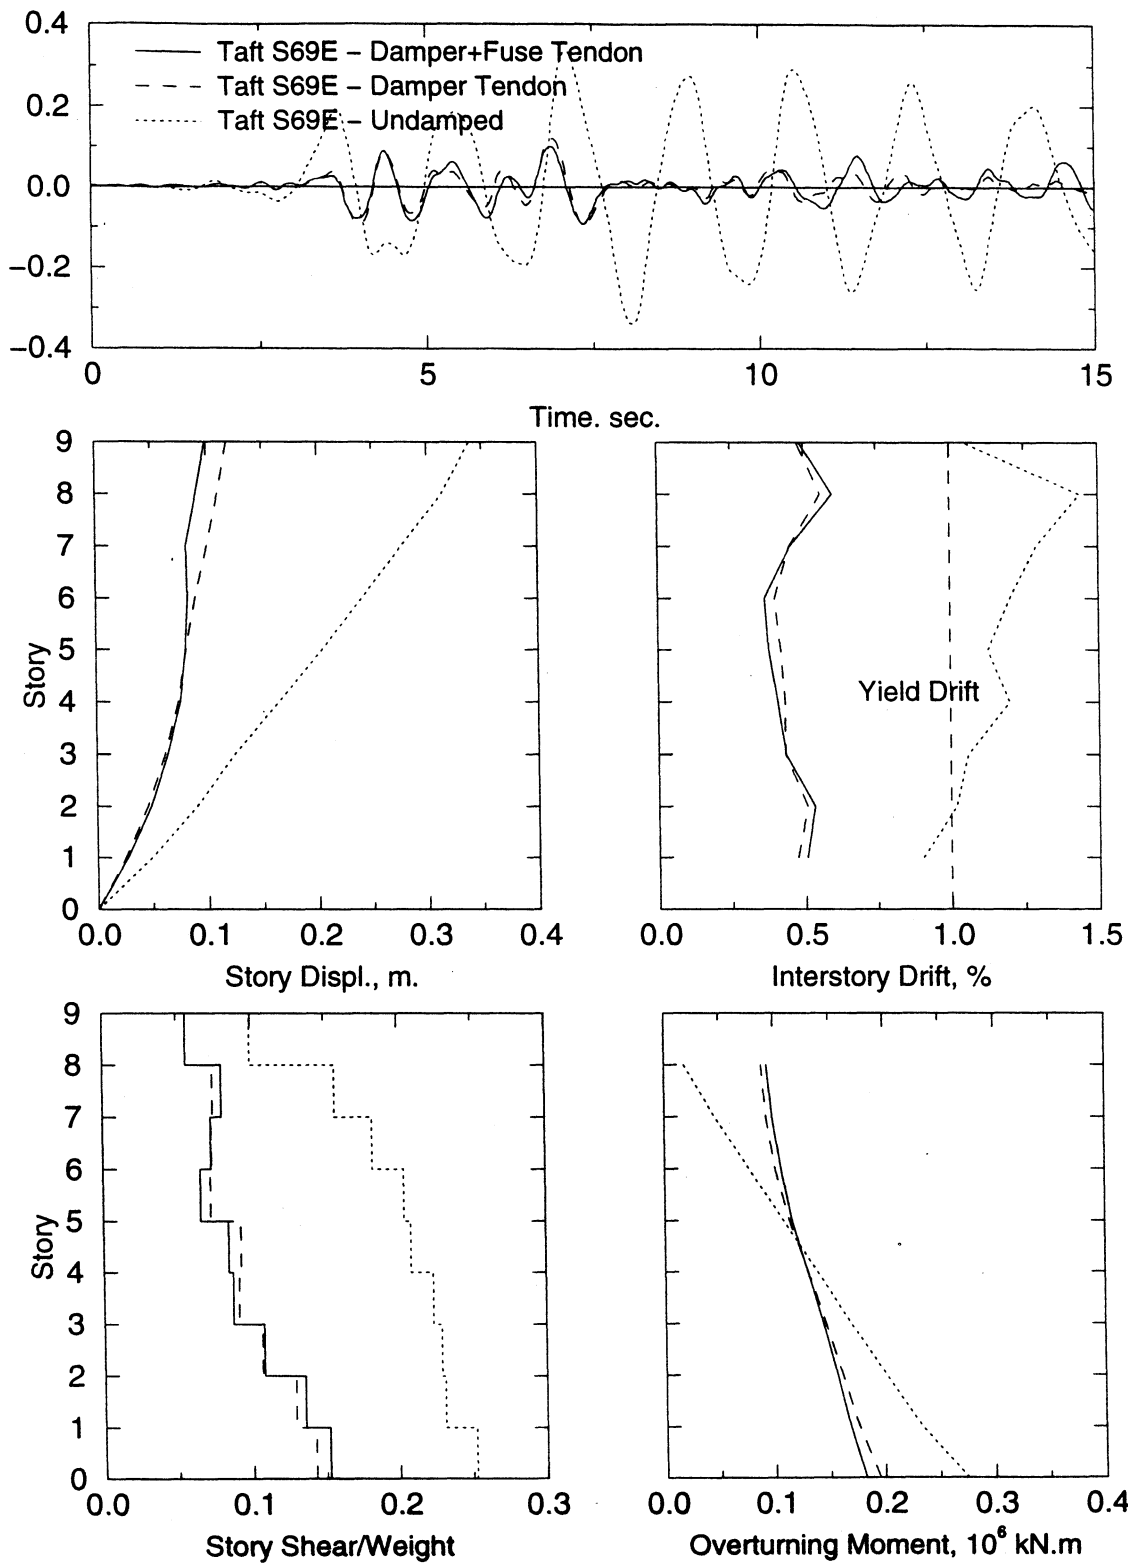 0.4
0.2
0.0
−0.2
−0.4
Taft S69E − Damper+Fuse Tendon
Taft S69E − Damper Tendon
Taft S69E − Undamped
0 5 10 15
Time. sec.
9
8
7
6
5
4
3
2
1
0
Story
0.0 0.1 0.2 0.3 0.4
Story Displ., m.
Yield Drift
0.0 0.5 1.0 1.5
Interstory Drift, %
9
8
7
6
5
4
3
2
1
0
Story
0.0 0.1 0.2 0.3
Story Shear/Weight
0.0 0.1 0.2 0.3 0.4
Overturning Moment, 10⁶ kN.m